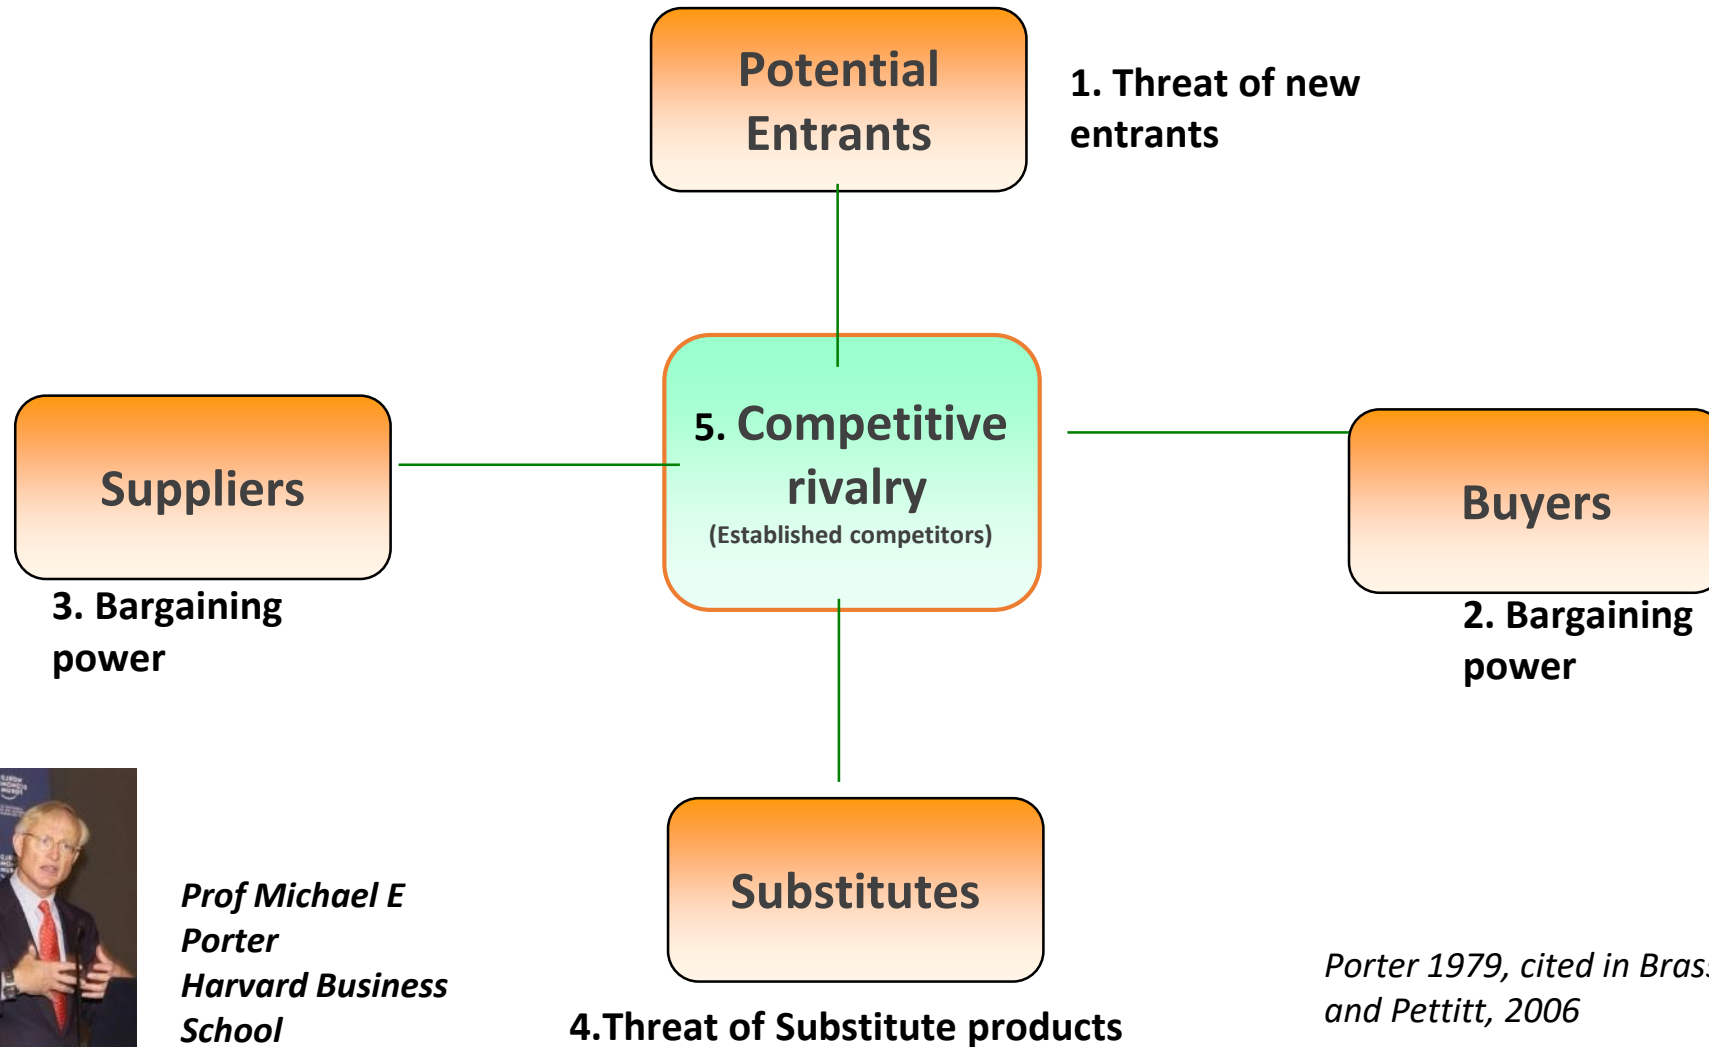 Potential
Entrants
1. Threat of new
entrants
5. Competitive
rivalry
(Established competitors)
Suppliers
3. Bargaining
power
Buyers
2. Bargaining
power
Substitutes
4.Threat of Substitute products
Prof Michael E
Porter
Harvard Business
School
Porter 1979, cited in Brass
and Pettitt, 2006